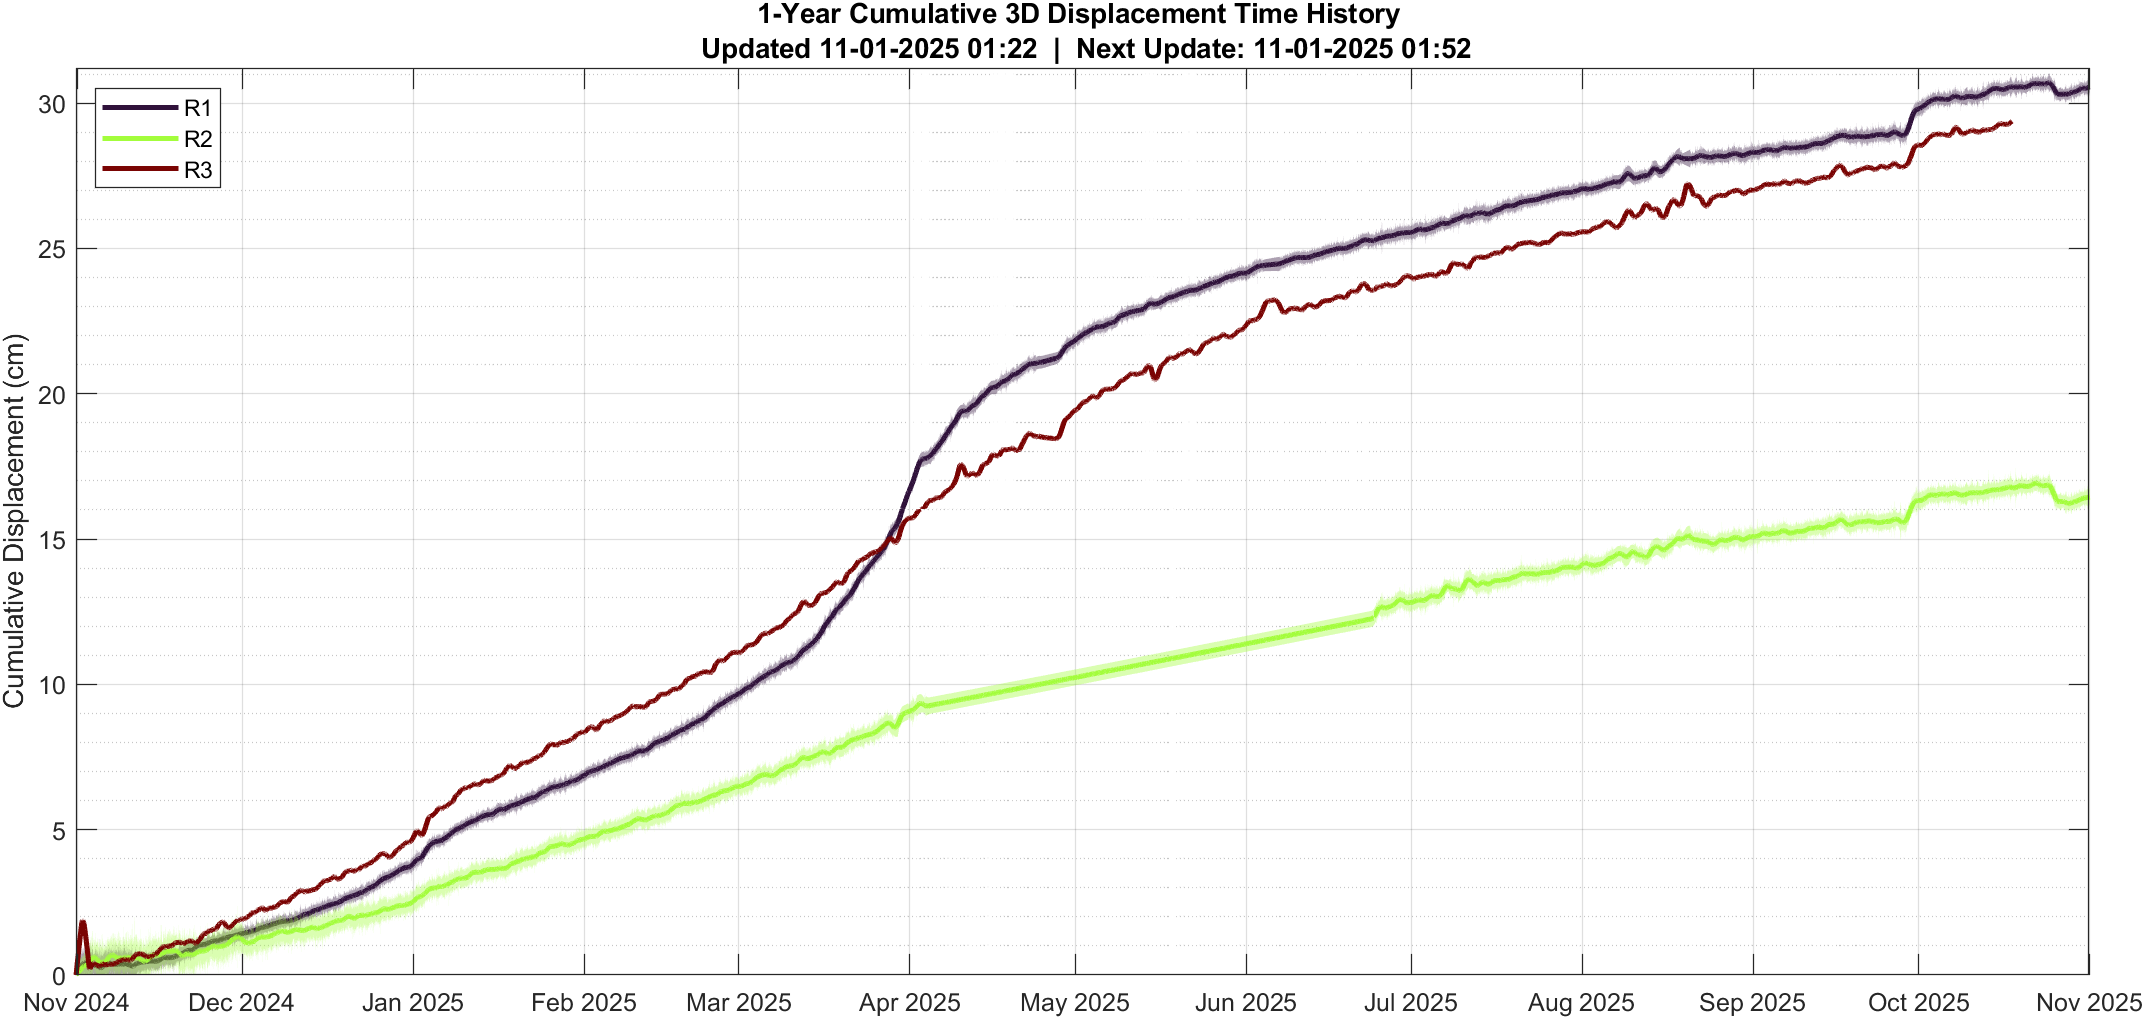 1-Year Cumulative 3D Displacement Time History
Updated 11-01-2025 01:22 | Next Update: 11-01-2025 01:52
R1
R2
R3
Cumulative Displacement (cm)
30
25
20
15
10
5
0
Nov 2024 Dec 2024 Jan 2025 Feb 2025 Mar 2025 Apr 2025 May 2025 Jun 2025 Jul 2025 Aug 2025 Sep 2025 Oct 2025 Nov 2025